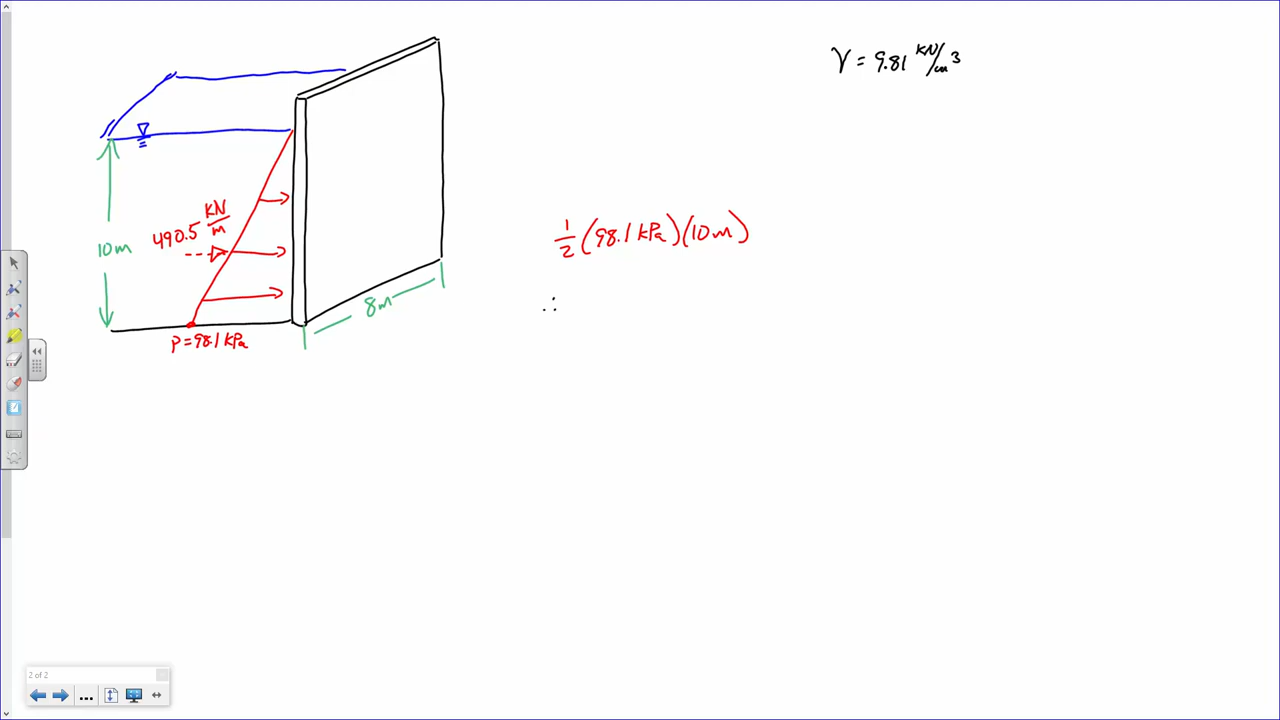 γ = 9.81 KN/m3
490.5 KN/m
1/2 (98.1 kPa)(10m)
10m
∴
8m
P=98.1 kPa
2 of 2
...